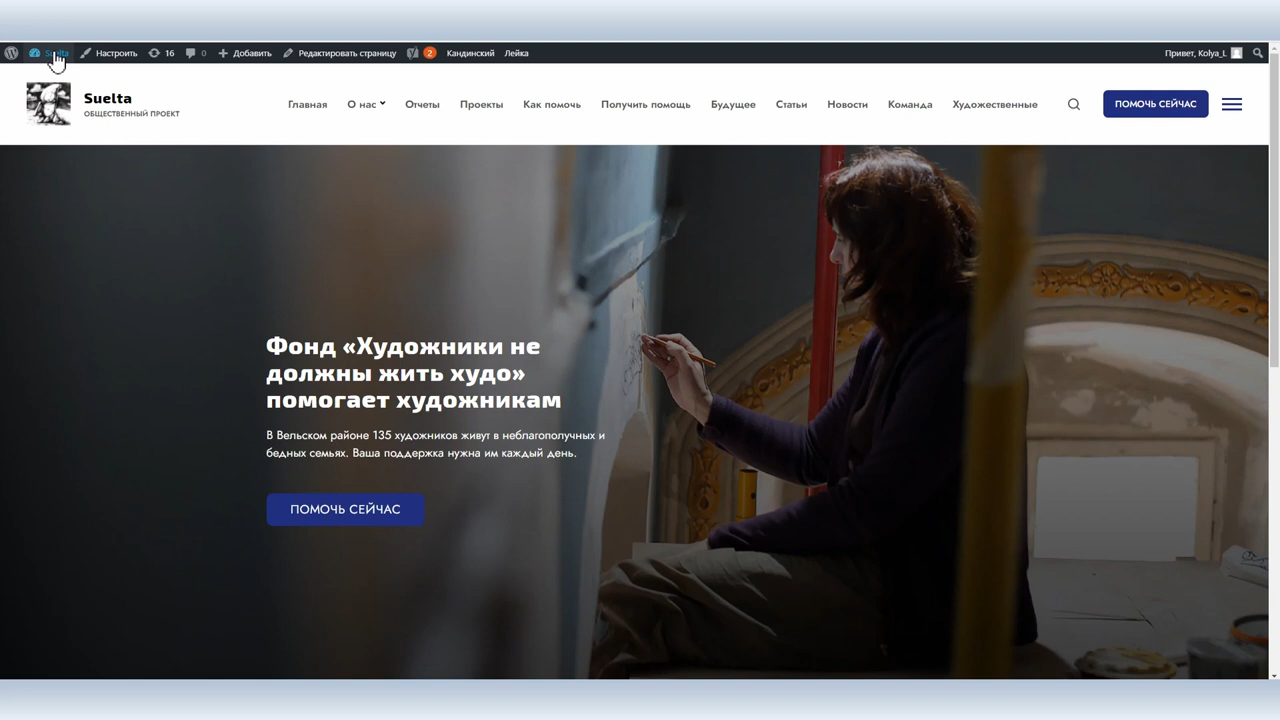 Suelta Настроить 16 0 Добавить Редактировать страницу 2 Кандинский Лейка Привет, Kolya_L
Suelta
ОБЩЕСТВЕННЫЙ ПРОЕКТ
Главная О нас Отчеты Проекты Как помочь Получить помощь Будущее Статьи Новости Команда Художественные ПОМОЧЬ СЕЙЧАС
Фонд «Художники не
должны жить худо»
помогает художникам
В Вельском районе 135 художников живут в неблагополучных и
бедных семьях. Ваша поддержка нужна им каждый день.
ПОМОЧЬ СЕЙЧАС